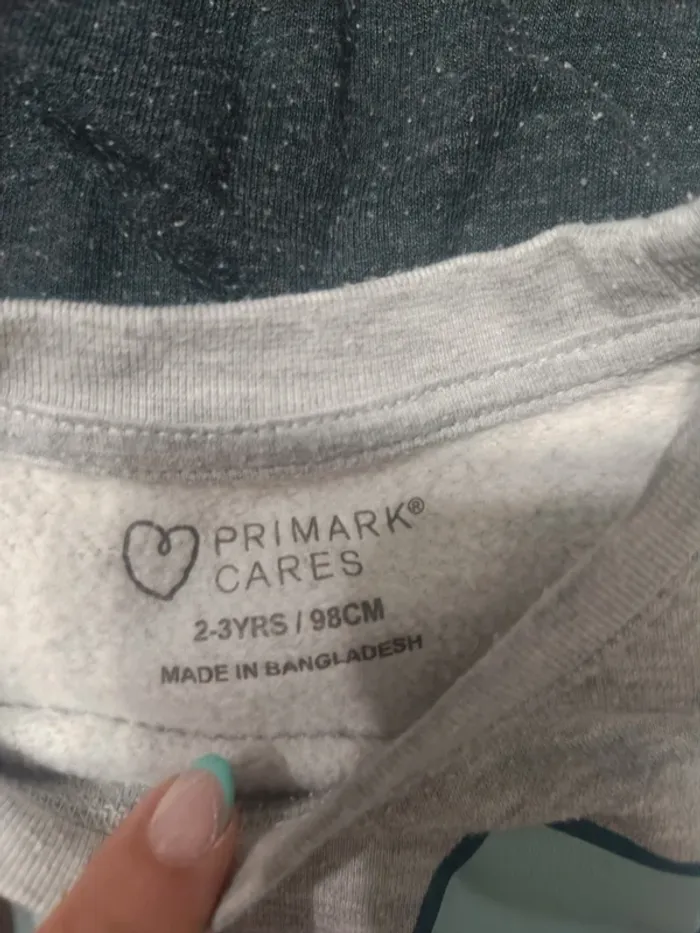 PRIMARK®
CARES
2-3YRS / 98CM
MADE IN BANGLADESH